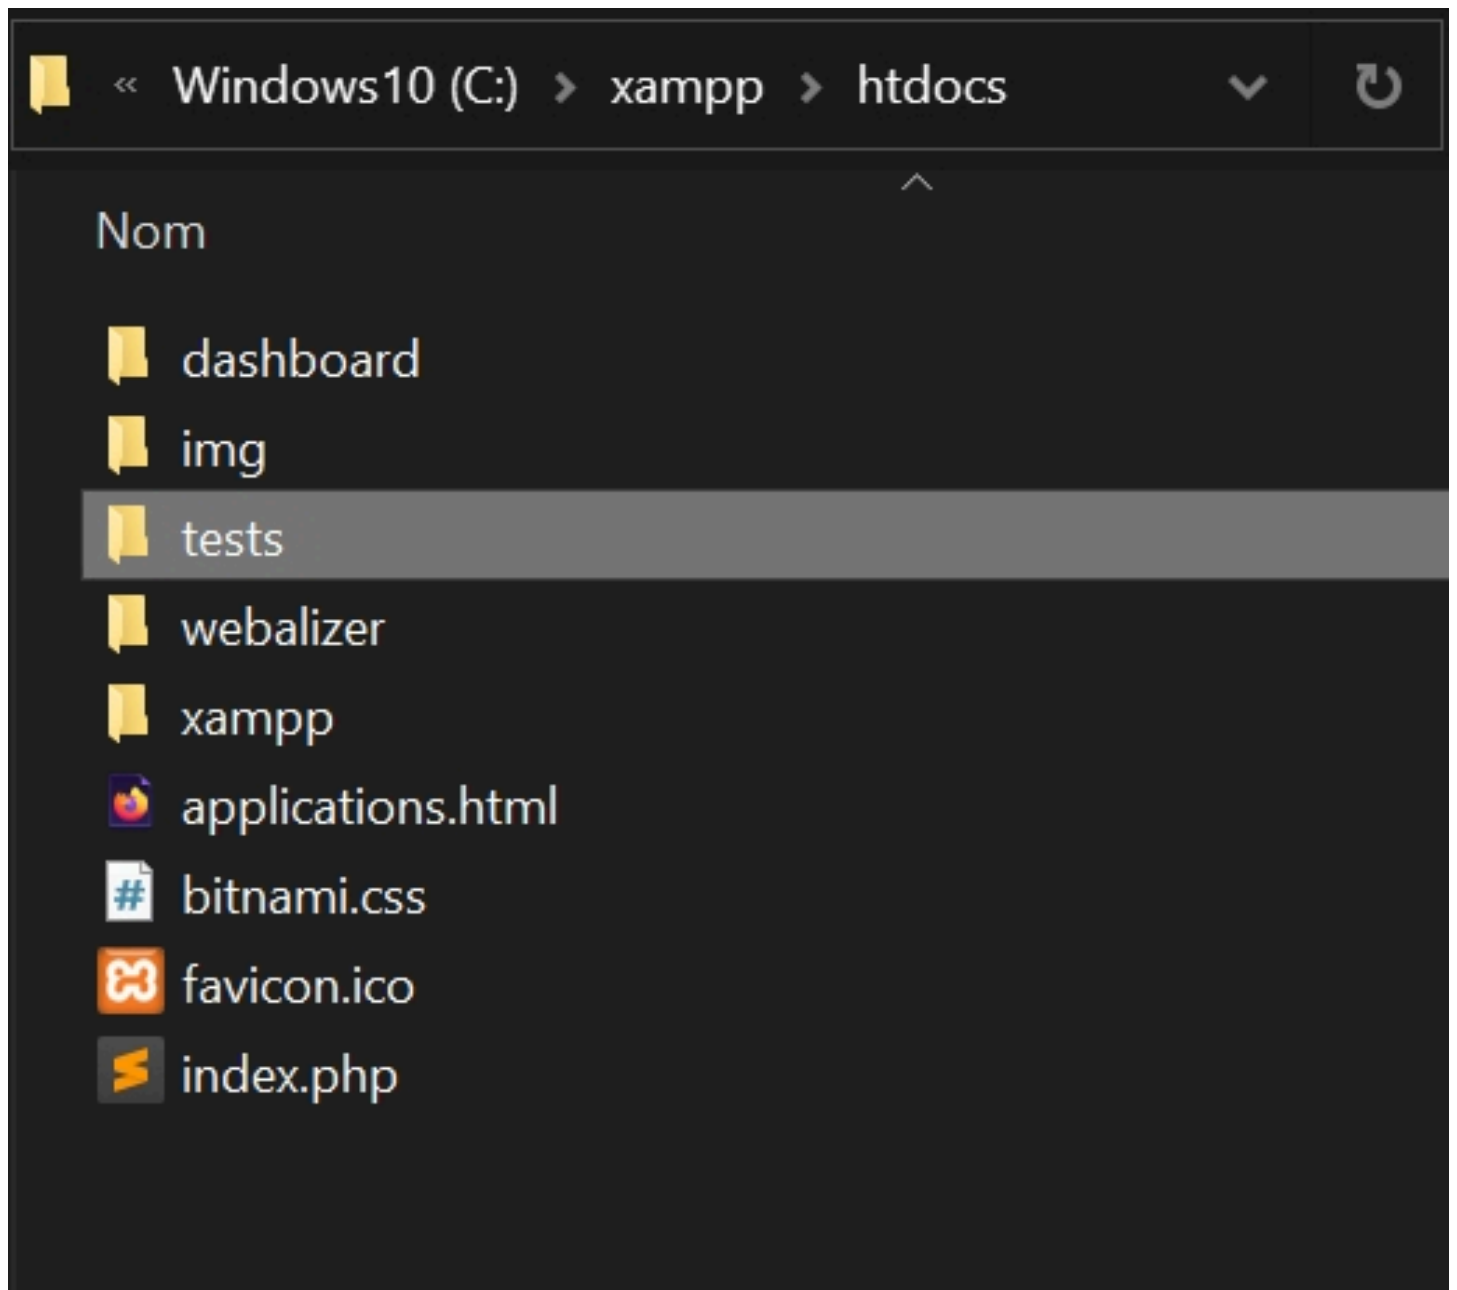 « Windows10 (C:) > xampp > htdocs
Nom
dashboard
img
tests
webalizer
xampp
applications.html
bitnami.css
favicon.ico
index.php